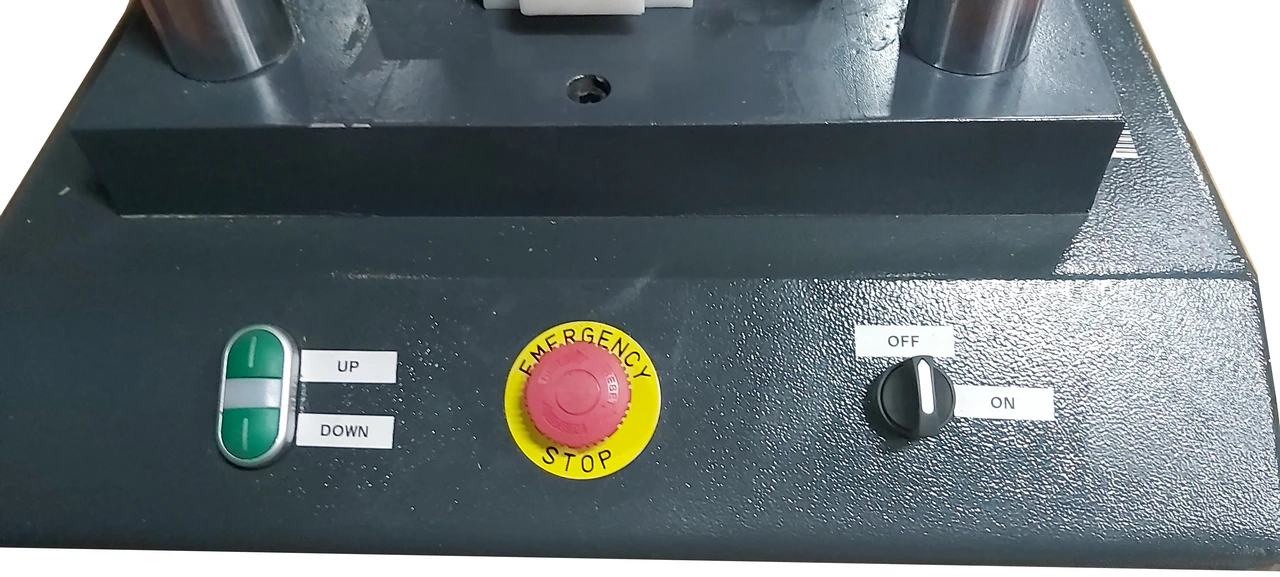 UP
DOWN
EMERGENCY
STOP
OFF
ON